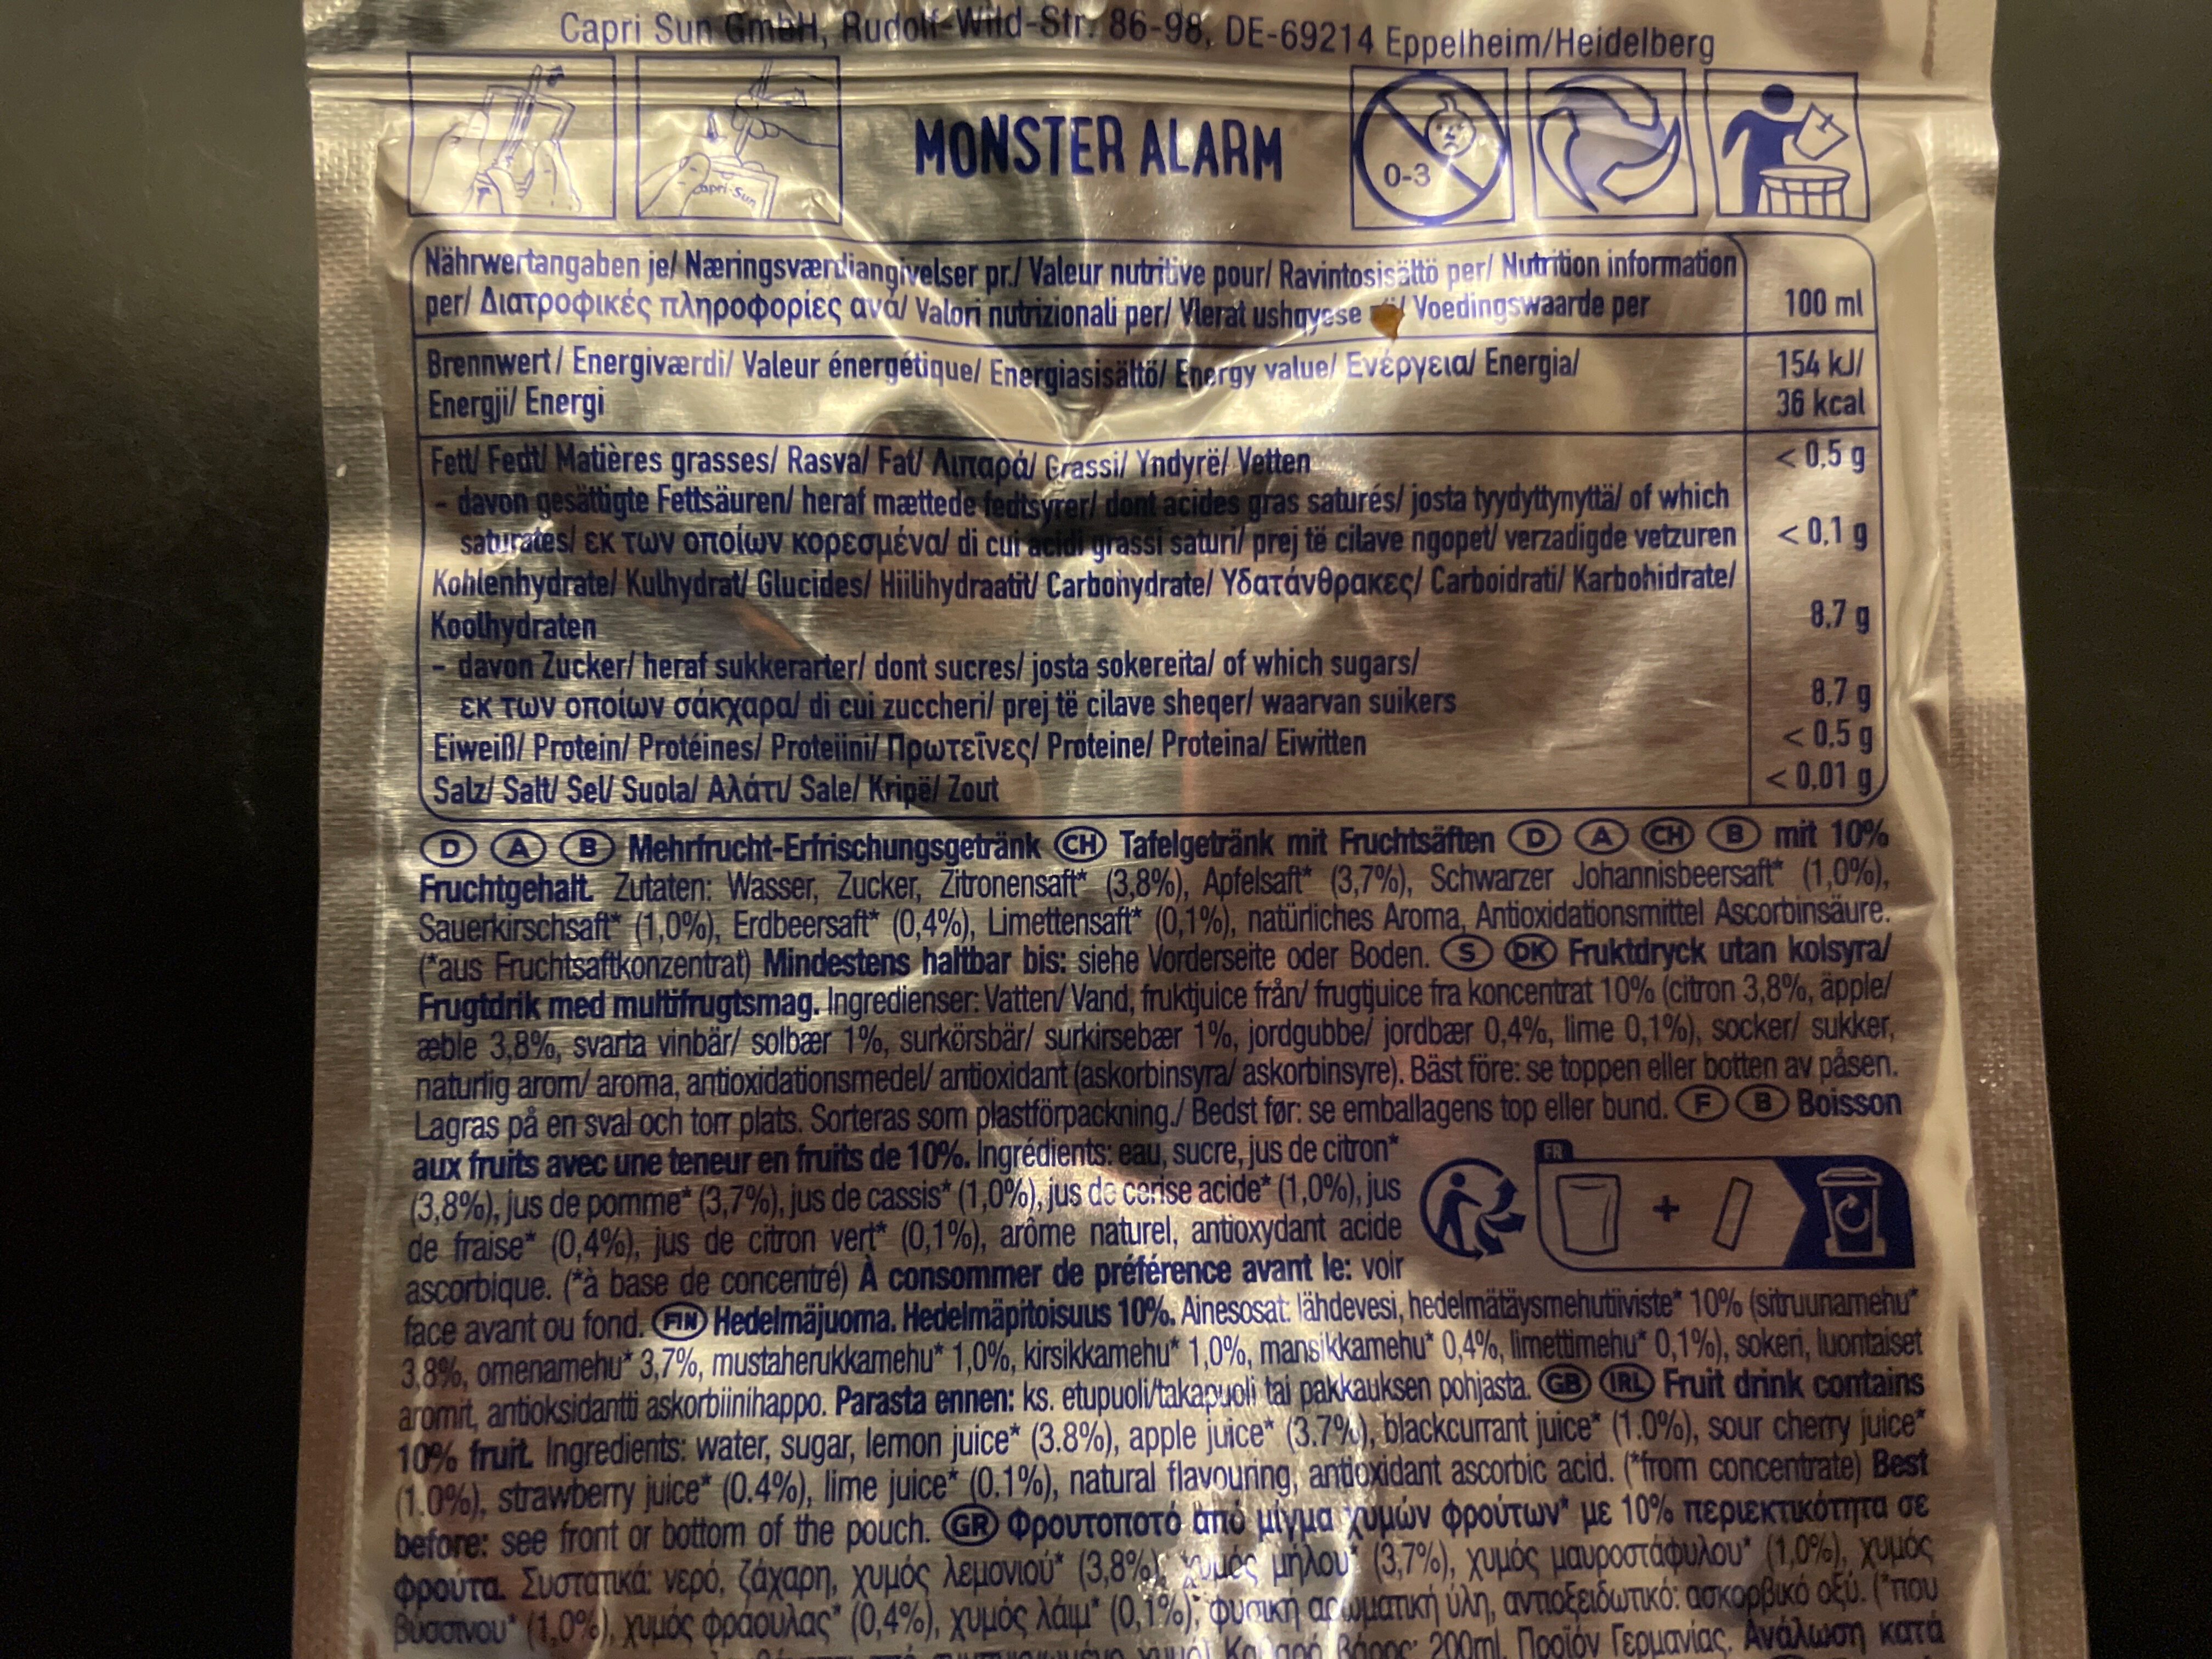 Capri Sun GmbH, Rudolf-Wild-Str. 86-98, DE-69214 Eppelheim/Heidelberg
Capri-Sun
MONSTER ALARM
0-3
Nährwertangaben je/ Næringsværdiangivelser pr./ Valeur nutritive pour/ Ravintosisältö per/ Nutrition information
per/ Διατροφικές πληροφορίες ανά/ Valori nutrizionali per/ Vlerat ushqyese / Voedingswaarde per
100 ml
Brennwert/ Energiværdi/ Valeur énergétique/ Energiasisältö/ Energy value/ Ενέργεια/ Energia/
Energji/ Energi
154 kJ/
36 kcal
Fett/ Fedt/ Matières grasses/ Rasva/ Fat/ Λιπαρά/ Grassi/ Yndyrë/ Vetten
< 0,5 g
- davon gesättigte Fettsäuren/ heraf mættede fedtsyrer/ dont acides gras saturés/ josta tyydyttynyttä/ of which
saturates/ εκ των οποίων κορεσμένα/ di cui acidi grassi saturi/ prej të cilave ngopet/ verzadigde vetzuren
< 0,1 g
Kohlenhydrate/ Kulhydrat/ Glucides/ Hiilihydraatit/ Carbohydrate/ Υδατάνθρακες/ Carboidrati/ Karbohidrate/
Koolhydraten
8,7 g
- davon Zucker/ heraf sukkerarter/ dont sucres/ josta sokereita/ of which sugars/
εκ των οποίων σάκχαρα/ di cui zuccheri/ prej të cilave sheqer/ waarvan suikers
8,7 g
Eiweiß/ Protein/ Protéines/ Proteiini/ Πρωτεΐνες/ Proteine/ Proteina/ Eiwitten
< 0,5 g
Salz/ Salt/ Sel/ Suola/ Αλάτι/ Sale/ Kripë/ Zout
< 0,01 g
D A B Mehrfrucht-Erfrischungsgetränk CH Tafelgetränk mit Fruchtsäften D A CH B mit 10%
Fruchtgehalt. Zutaten: Wasser, Zucker, Zitronensaft* (3,8%), Apfelsaft* (3,7%), Schwarzer Johannisbeersaft* (1,0%),
Sauerkirschsaft* (1,0%), Erdbeersaft* (0,4%), Limettensaft* (0,1%), natürliches Aroma, Antioxidationsmittel Ascorbinsäure.
(*aus Fruchtsaftkonzentrat) Mindestens haltbar bis: siehe Vorderseite oder Boden. S DK Fruktdryck utan kolsyra/
Frugtdrik med multifrugtsmag. Ingredienser: Vatten/ Vand, fruktjuice från/ frugtjuice fra koncentrat 10% (citron 3,8%, äpple/
æble 3,8%, svarta vinbär/ solbær 1%, surkörsbär/ surkirsebær 1%, jordgubbe/ jordbær 0,4%, lime 0,1%), socker/ sukker,
naturlig arom/ aroma, antioxidationsmedel/ antioxidant (askorbinsyra/ askorbinsyre). Bäst före: se toppen eller botten av påsen.
Lagras på en sval och torr plats. Sorteras som plastförpackning./ Bedst før: se emballagens top eller bund. F B Boisson
aux fruits avec une teneur en fruits de 10%. Ingrédients: eau, sucre, jus de citron*
(3,8%), jus de pomme* (3,7%), jus de cassis* (1,0%), jus de cerise acide* (1,0%), jus
de fraise* (0,4%), jus de citron vert* (0,1%), arôme naturel, antioxydant acide
ascorbique. (*à base de concentré) À consommer de préférence avant le: voir
FR
+
face avant ou fond. FIN Hedelmäjuoma. Hedelmäpitoisuus 10%. Ainesosat: lähdevesi, hedelmätäysmehutiiviste* 10% (sitruunamehu*
3,8%, omenamehu* 3,7%, mustaherukkamehu* 1,0%, kirsikkamehu* 1,0%, mansikkamehu* 0,4%, limettimehu* 0,1%), sokeri, luontaiset
aromit, antioksidantti askorbiinihappo. Parasta ennen: ks. etupuoli/takapuoli tai pakkauksen pohjasta. GB IRL Fruit drink contains
10% fruit. Ingredients: water, sugar, lemon juice* (3.8%), apple juice* (3.7%), blackcurrant juice* (1.0%), sour cherry juice*
(1.0%), strawberry juice* (0.4%), lime juice* (0.1%), natural flavouring, antioxidant ascorbic acid. (*from concentrate) Best
before: see front or bottom of the pouch. GR Φρουτοποτό από μίγμα χυμών φρούτων* με 10% περιεκτικότητα σε
φρούτα. Συστατικά: νερό, ζάχαρη, χυμός λεμονιού* (3,8%), χυμός μήλου* (3,7%), χυμός μαυροστάφυλου* (1,0%), χυμός
βύσσινου* (1,0%), χυμός φράουλας* (0,4%), χυμός λάιμ* (0,1%), φυσική αρωματική ύλη, αντιοξειδωτικό: ασκορβικό οξύ. (*που
200ml. Προϊόν Γερμανίας. Ανάλωση κατά